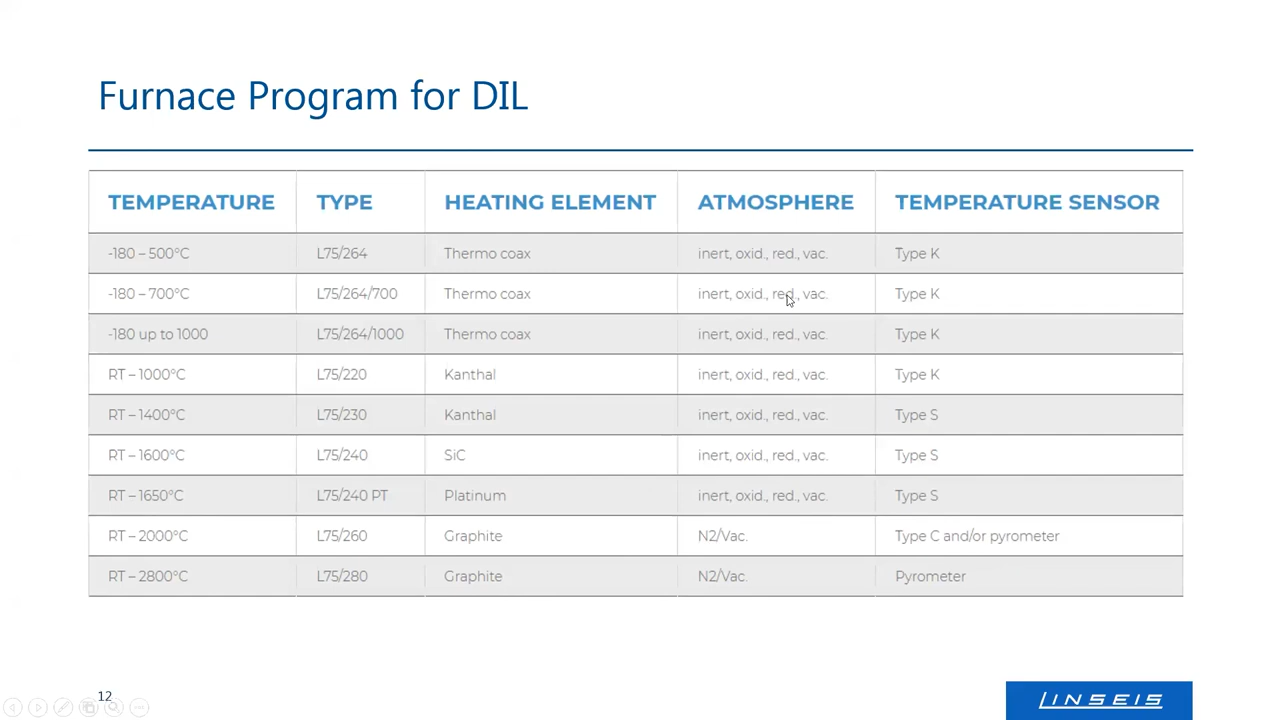 Furnace Program for DIL
TEMPERATURE TYPE HEATING ELEMENT ATMOSPHERE TEMPERATURE SENSOR
-180 – 500°C L75/264 Thermo coax inert, oxid., red., vac. Type K
-180 – 700°C L75/264/700 Thermo coax inert, oxid., red., vac. Type K
-180 up to 1000 L75/264/1000 Thermo coax inert, oxid., red., vac. Type K
RT – 1000°C L75/220 Kanthal inert, oxid., red., vac. Type K
RT – 1400°C L75/230 Kanthal inert, oxid., red., vac. Type S
RT – 1600°C L75/240 SiC inert, oxid., red., vac. Type S
RT – 1650°C L75/240 PT Platinum inert, oxid., red., vac. Type S
RT – 2000°C L75/260 Graphite N2/Vac. Type C and/or pyrometer
RT – 2800°C L75/280 Graphite N2/Vac. Pyrometer
12
LINSEIS